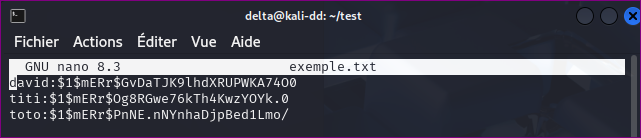 delta@kali-dd: ~/test
Fichier Actions Éditer Vue Aide
GNU nano 8.3 exemple.txt
david:$1$mERr$GvDaTJK9lhdXRUPWKA74O0
titi:$1$mERr$Og8RGwe76kTh4KwzYOYk.0
toto:$1$mERr$PnNE.nNYnhaDjpBed1Lmo/